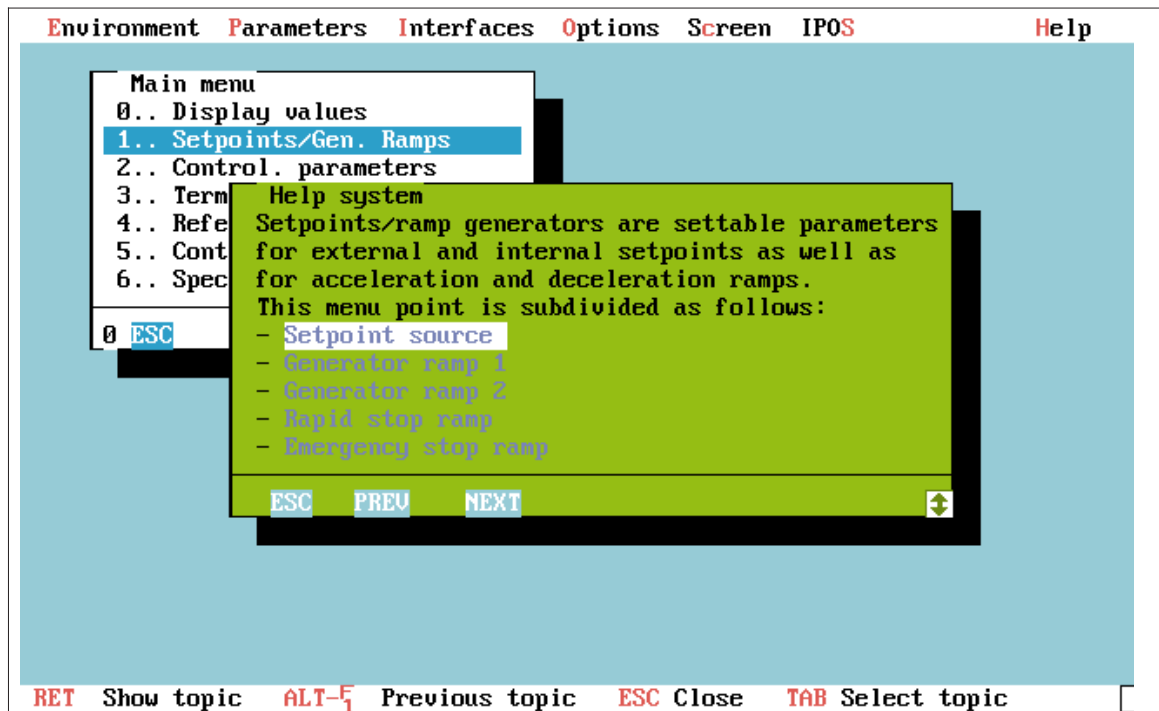 Environment Parameters Interfaces Options Screen IPOS Help
Main menu
0.. Display values
1.. Setpoints/Gen. Ramps
2.. Control. parameters
3.. Term
4.. Refe
5.. Cont
6.. Spec
0 ESC
Help system
Setpoints/ramp generators are settable parameters
for external and internal setpoints as well as
for acceleration and deceleration ramps.
This menu point is subdivided as follows:
- Setpoint source
- Generator ramp 1
- Generator ramp 2
- Rapid stop ramp
- Emergency stop ramp
ESC PREV NEXT
RET Show topic ALT-F1 Previous topic ESC Close TAB Select topic